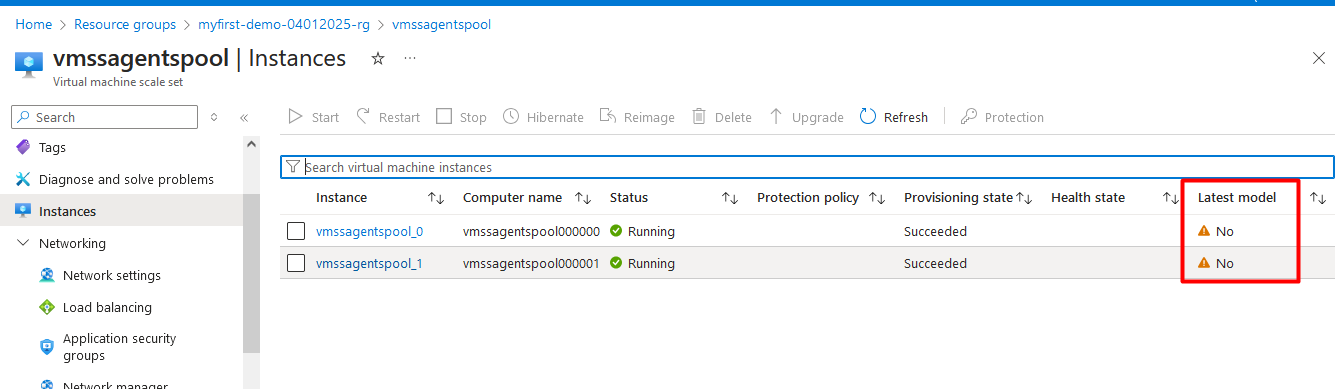 Home > Resource groups > myfirst-demo-04012025-rg > vmssagentspool
vmssagentspool | Instances ☆ ...
Virtual machine scale set
Search
Tags
Diagnose and solve problems
Instances
Networking
Network settings
Load balancing
Application security
groups
Network manager
Start Restart Stop Hibernate Reimage Delete Upgrade Refresh Protection
Search virtual machine instances
Instance Computer name Status Protection policy Provisioning state Health state Latest model
vmssagentspool_0 vmssagentspool000000 Running Succeeded No
vmssagentspool_1 vmssagentspool000001 Running Succeeded No